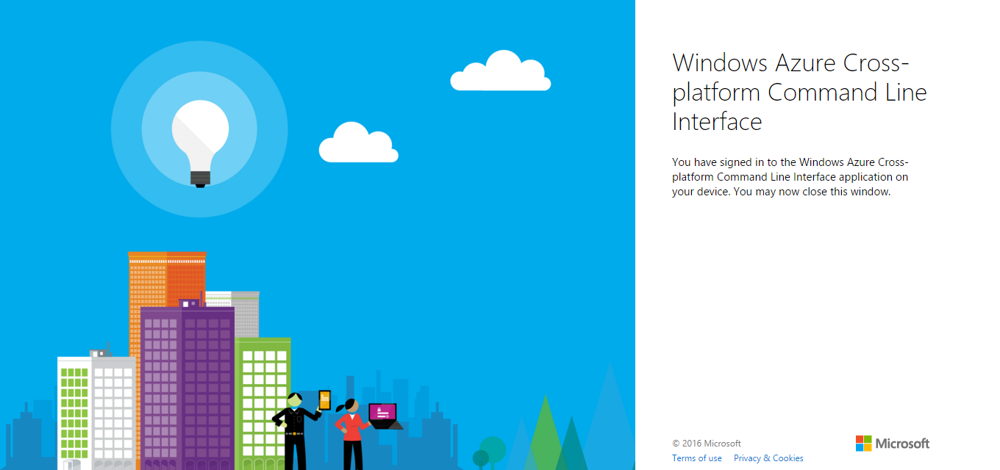 Windows Azure Cross-
platform Command Line
Interface
You have signed in to the Windows Azure Cross-
platform Command Line Interface application on
your device. You may now close this window.
© 2016 Microsoft
Terms of use Privacy & Cookies
Microsoft